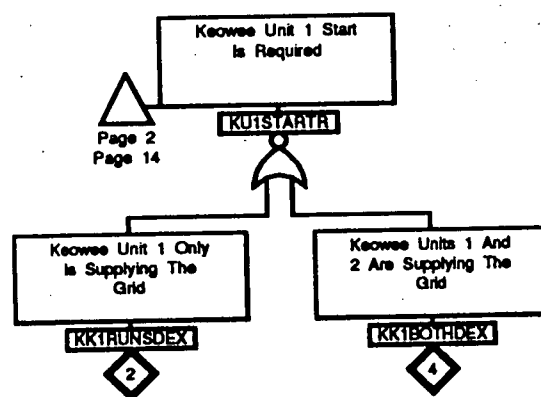 Keowee Unit 1 Start
Is Required
Page 2
Page 14
KU1STARTR
Keowee Unit 1 Only
Is Supplying The
Grid
KK1RUNSDEX
2
Keowee Units 1 And
2 Are Supplying The
Grid
KK1BOTHDEX
4